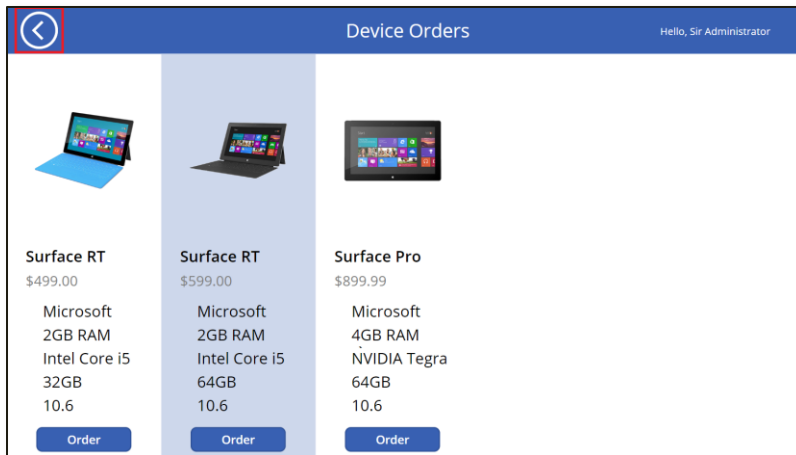 Device Orders
Hello, Sir Administrator
Surface RT
$499.00
Microsoft
2GB RAM
Intel Core i5
32GB
10.6
Order
Surface RT
$599.00
Microsoft
2GB RAM
Intel Core i5
64GB
10.6
Order
Surface Pro
$899.99
Microsoft
4GB RAM
NVIDIA Tegra
64GB
10.6
Order